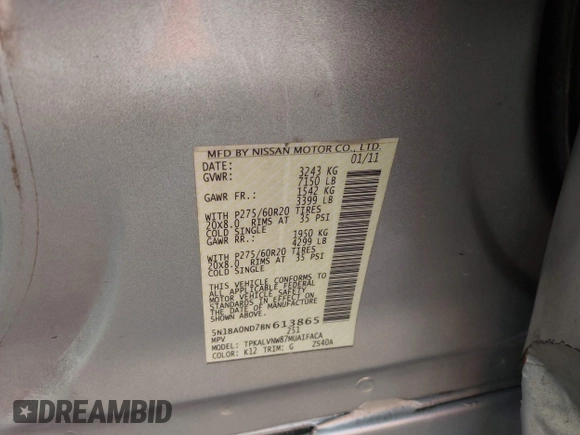 MFD BY NISSAN MOTOR CO., LTD.
DATE: 01/11
GVWR: 3243 KG
7150 LB
GAWR FR.: 1542 KG
3399 LB
WITH P275/60R20 TIRES
20X8.0 RIMS AT 35 PSI
COLD SINGLE
GAWR RR.: 1950 KG
4299 LB
WITH P275/60R20 TIRES
20X8.0 RIMS AT 35 PSI
COLD SINGLE
THIS VEHICLE CONFORMS TO
ALL APPLICABLE FEDERAL
MOTOR VEHICLE SAFETY
STANDARDS IN EFFECT ON
THE DATE OF MANUFACTURE
SHOWN ABOVE.
5N1BA0ND7BN613865
MPV 2S1
MODEL: TPKALVNW87MUAIFACA
COLOR: K12 TRIM: G ZS40A
DREAMBID